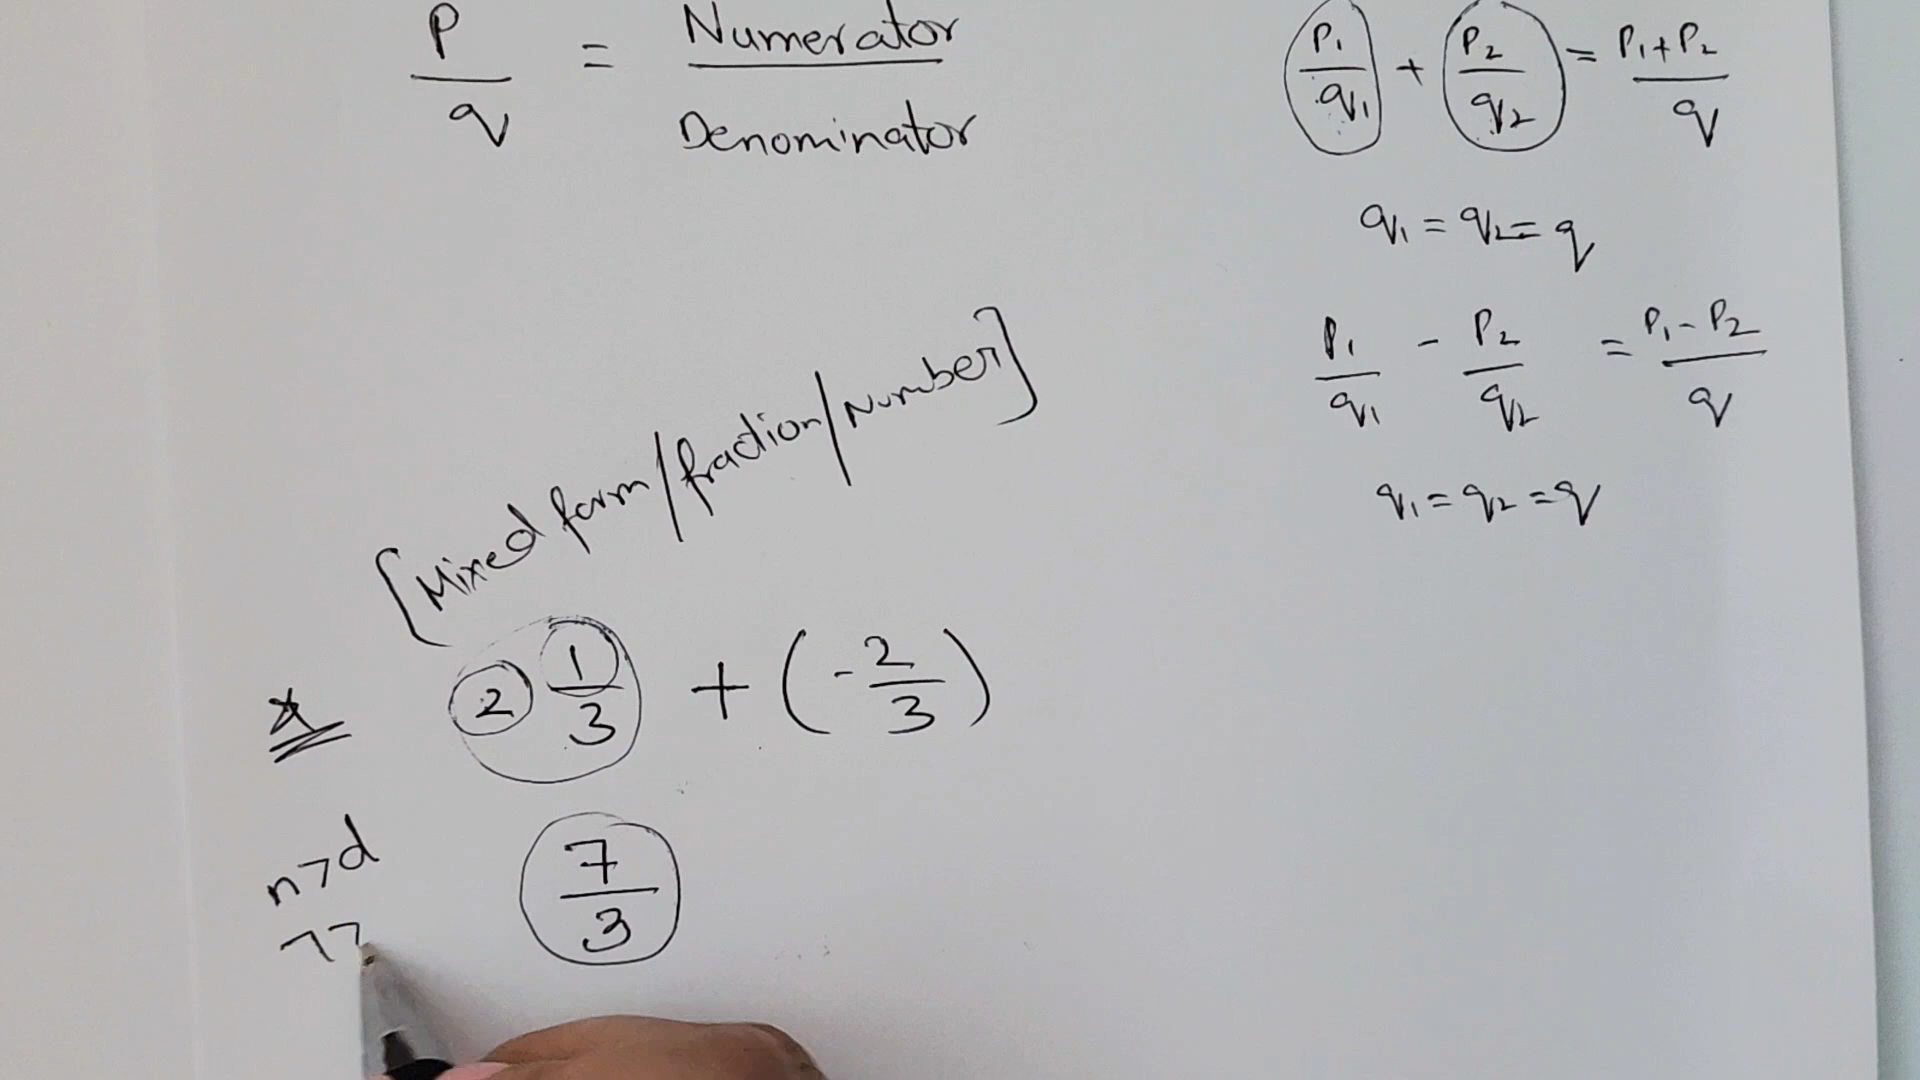 P/q = Numerator/Denominator
P₁/q₁ + P₂/q₂ = P₁+P₂/q
q₁ = q₂ = q
P₁/q₁ - P₂/q₂ = P₁-P₂/q
q₁ = q₂ = q
[Mixed form/fraction/Number]
2 1/3 + (-2/3)
n>d
7/3
7>